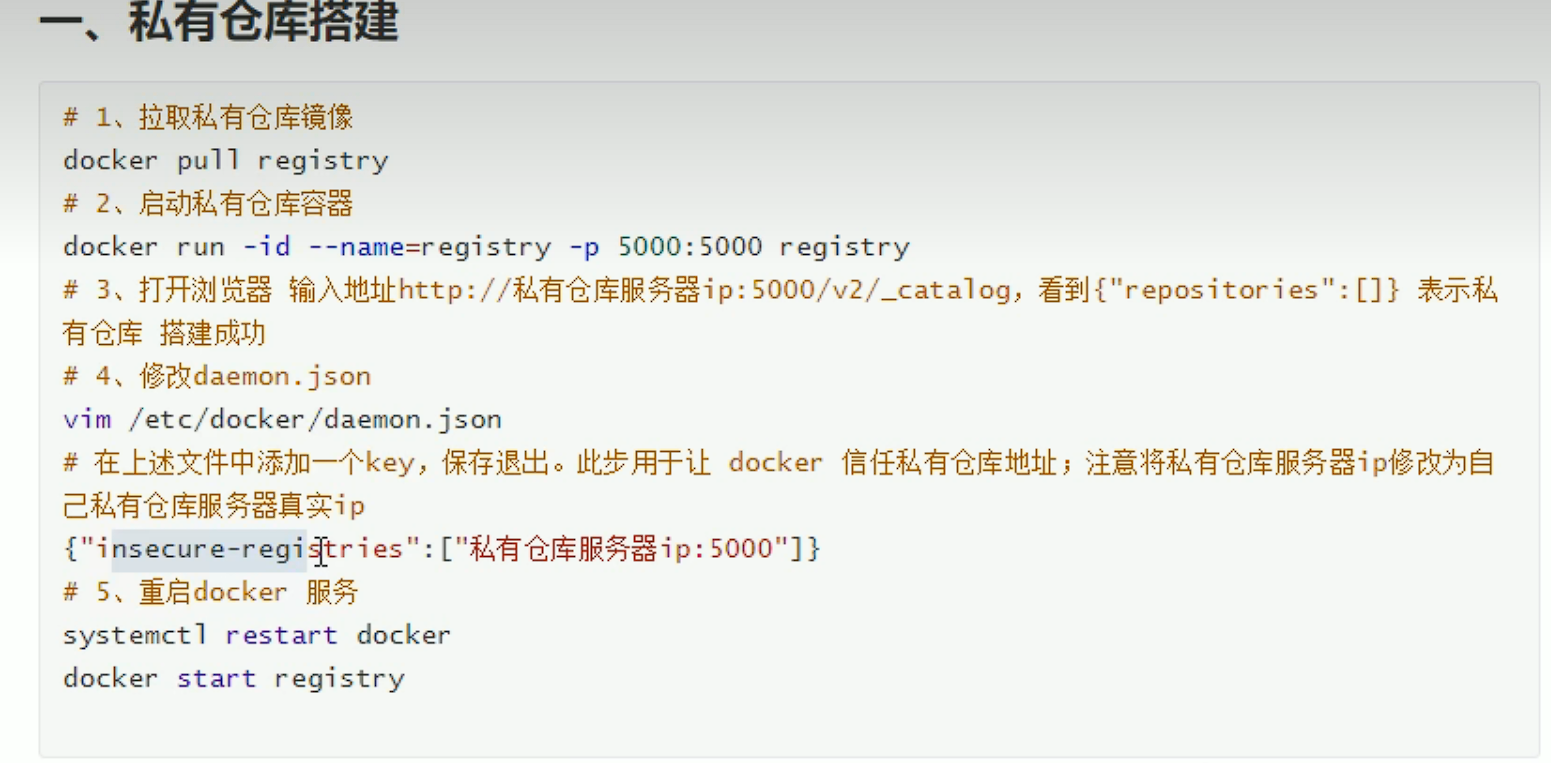 一、私有仓库搭建
# 1、拉取私有仓库镜像
docker pull registry
# 2、启动私有仓库容器
docker run -id --name=registry -p 5000:5000 registry
# 3、打开浏览器 输入地址http://私有仓库服务器ip:5000/v2/_catalog，看到{"repositories":[]} 表示私
有仓库 搭建成功
# 4、修改daemon.json
vim /etc/docker/daemon.json
# 在上述文件中添加一个key，保存退出。此步用于让 docker 信任私有仓库地址；注意将私有仓库服务器ip修改为自
己私有仓库服务器真实ip
{"insecure-registries":["私有仓库服务器ip:5000"]}
# 5、重启docker 服务
systemctl restart docker
docker start registry